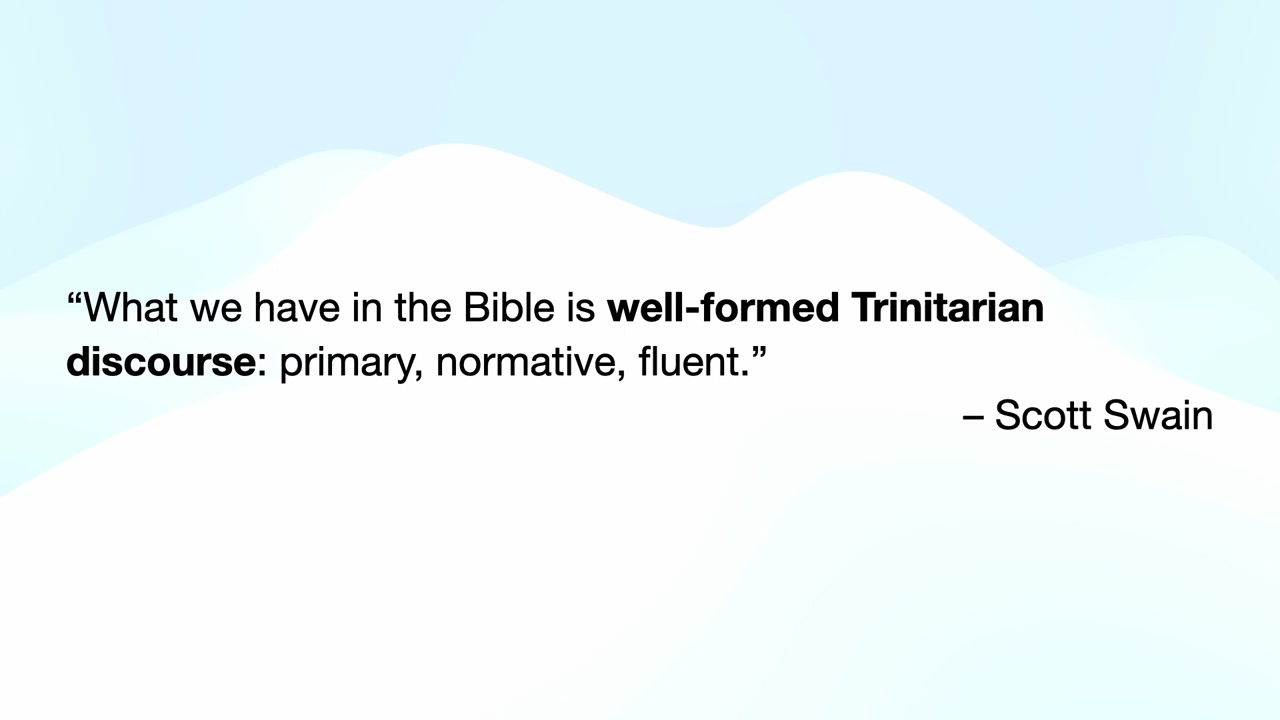 “What we have in the Bible is well-formed Trinitarian
discourse: primary, normative, fluent.”
– Scott Swain